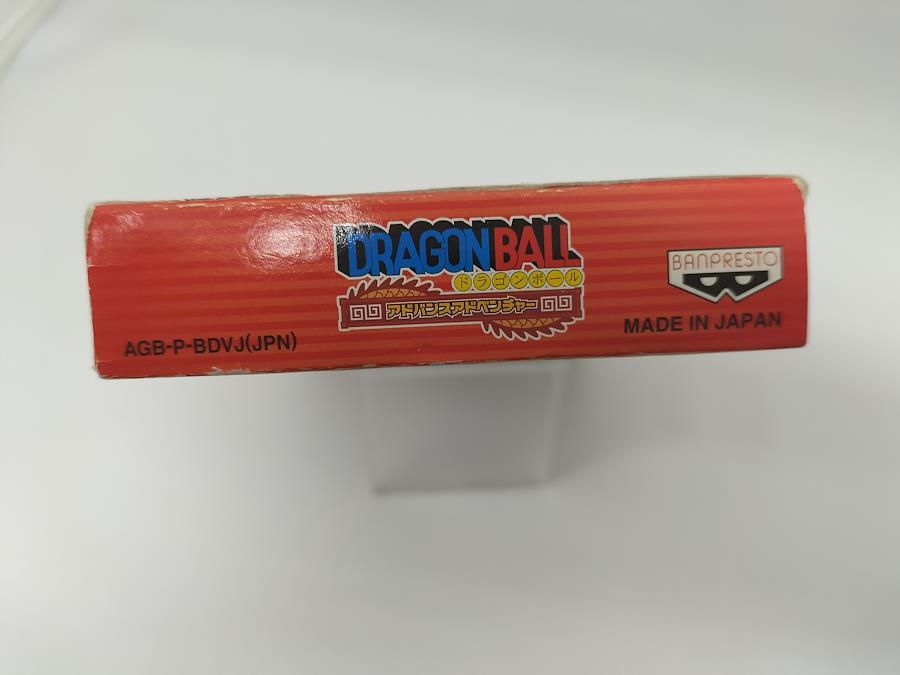 DRAGON BALL
ドラゴンボール
アドバンスアドベンチャー
BANPRESTO
AGB-P-BDVJ(JPN)
MADE IN JAPAN